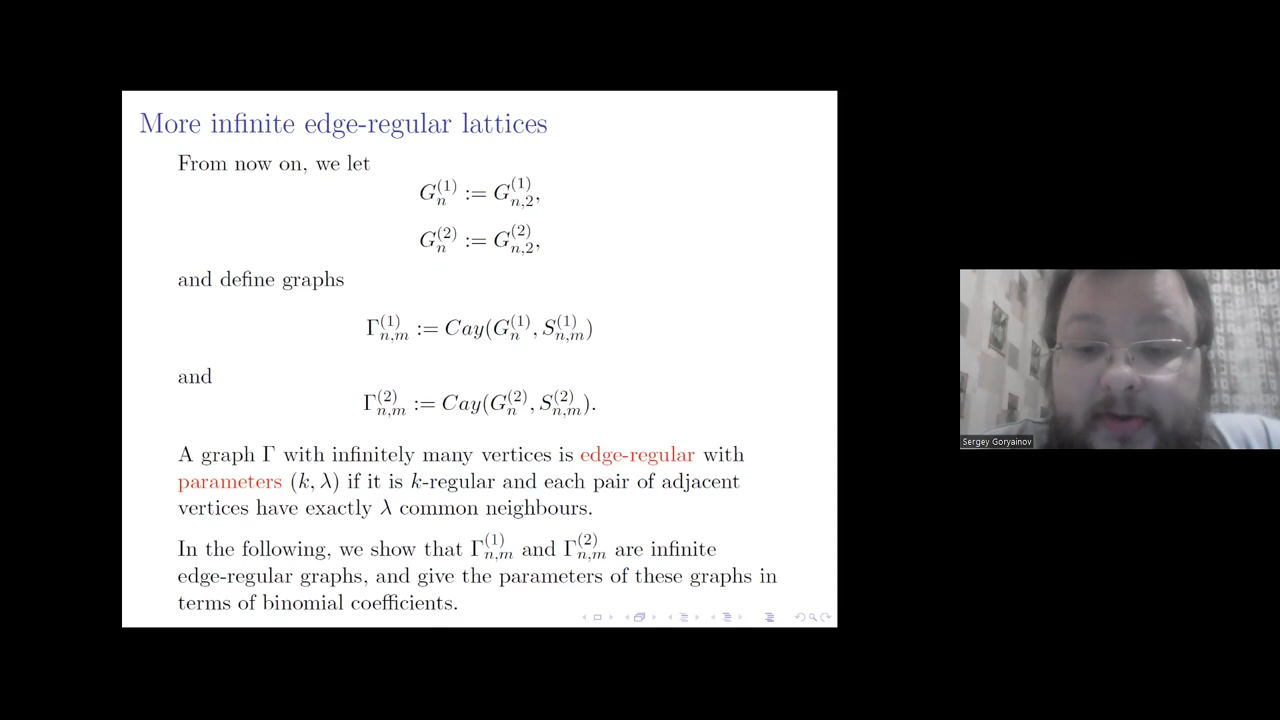 More infinite edge-regular lattices
From now on, we let
G_n^{(1)} := G_{n,2}^{(1)},
G_n^{(2)} := G_{n,2}^{(2)},
and define graphs
Γ_{n,m}^{(1)} := Cay(G_n^{(1)}, S_{n,m}^{(1)})
and
Γ_{n,m}^{(2)} := Cay(G_n^{(2)}, S_{n,m}^{(2)}).
A graph Γ with infinitely many vertices is edge-regular with
parameters (k, λ) if it is k-regular and each pair of adjacent
vertices have exactly λ common neighbours.
In the following, we show that Γ_{n,m}^{(1)} and Γ_{n,m}^{(2)} are infinite
edge-regular graphs, and give the parameters of these graphs in
terms of binomial coefficients.
Sergey Goryainov